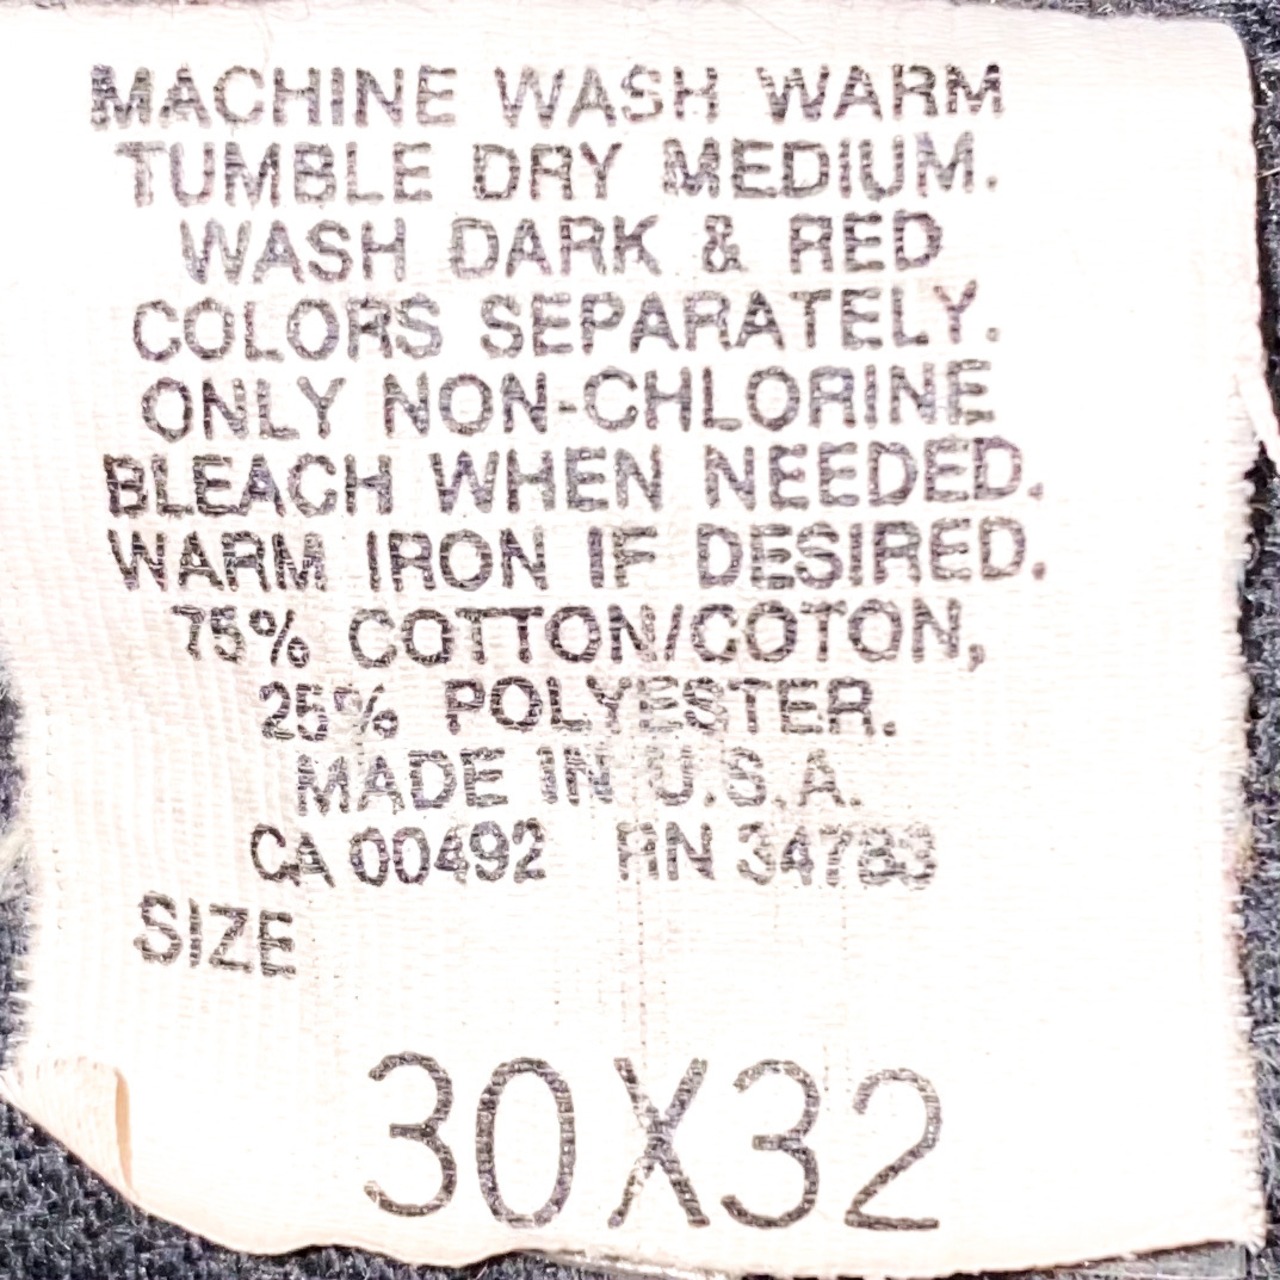 MACHINE WASH WARM
TUMBLE DRY MEDIUM.
WASH DARK & RED
COLORS SEPARATELY.
ONLY NON-CHLORINE
BLEACH WHEN NEEDED.
WARM IRON IF DESIRED.
75% COTTON/COTON,
25% POLYESTER.
MADE IN U.S.A.
CA 00492 RN 34783
SIZE
30X32